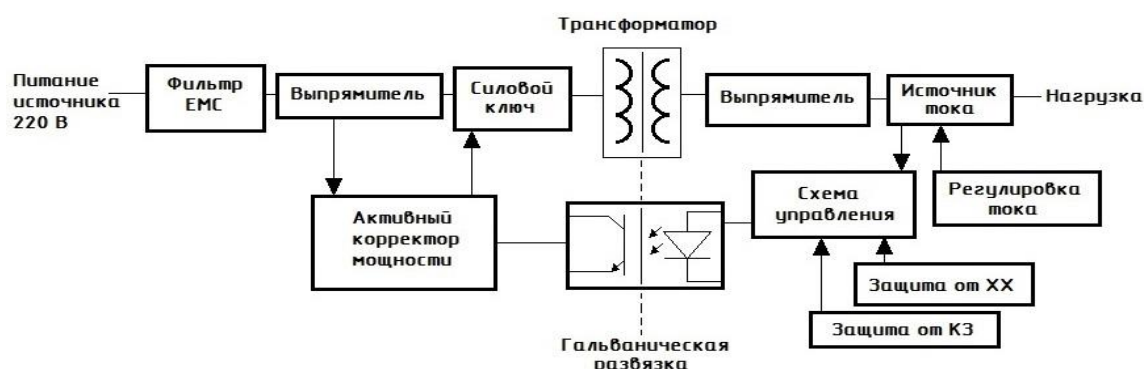 Трансформатор
Питание
источника
220 В
Фильтр
ЕМС
Выпрямитель
Силовой
ключ
Выпрямитель
Источник
тока
Нагрузка
Активный
корректор
мощности
Схема
управления
Регулировка
тока
Защита от ХХ
Защита от КЗ
Гальваническая
развязка